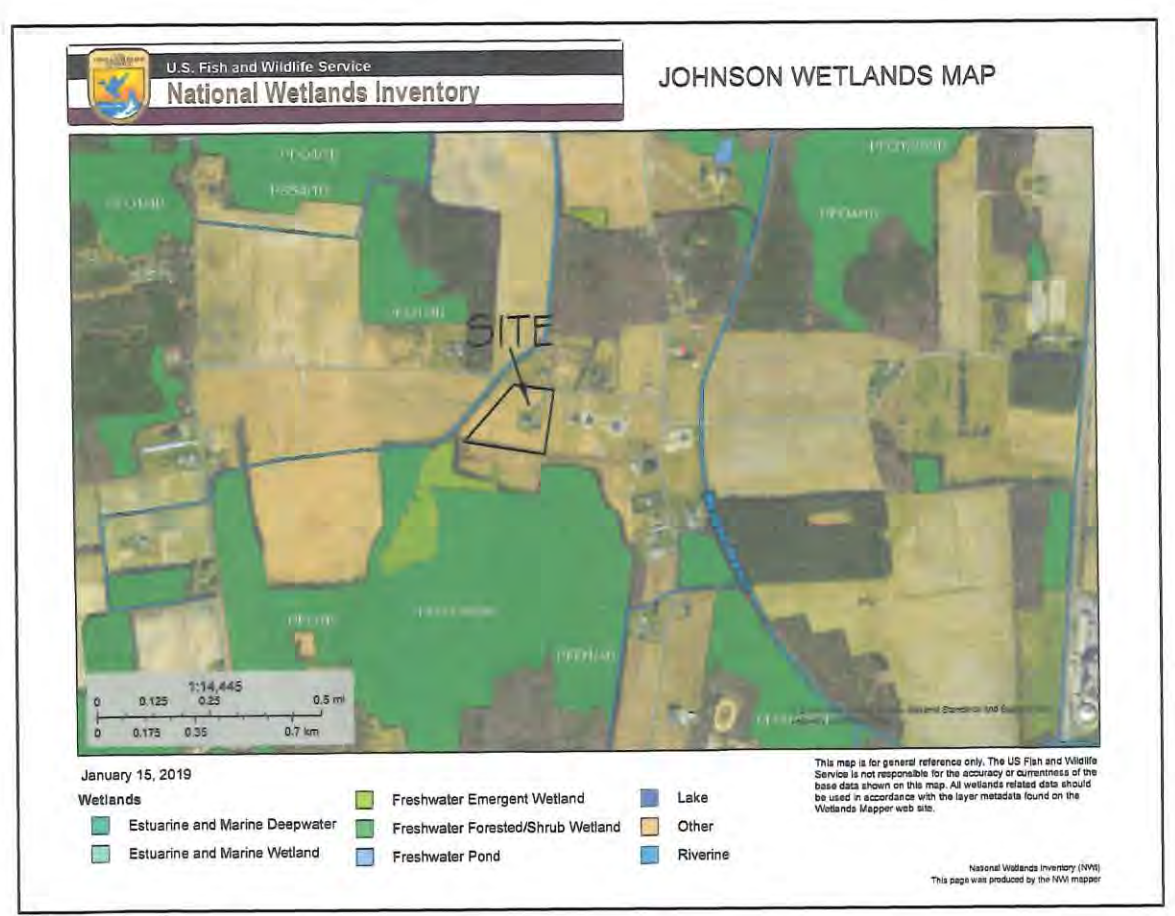 U.S. Fish and Wildlife Service
National Wetlands Inventory
JOHNSON WETLANDS MAP
SITE
1:14,445
0 0.125 0.25 0.5 mi
0 0.175 0.35 0.7 km
January 15, 2019
Wetlands
Estuarine and Marine Deepwater
Estuarine and Marine Wetland
Freshwater Emergent Wetland
Freshwater Forested/Shrub Wetland
Freshwater Pond
Lake
Other
Riverine
This map is for general reference only. The US Fish and Wildlife
Service is not responsible for the accuracy or currentness of the
base data shown on this map. All wetlands related data should
be used in accordance with the layer metadata found on the
Wetlands Mapper web site.
National Wetlands Inventory (NWI)
This page was produced by the NWI mapper